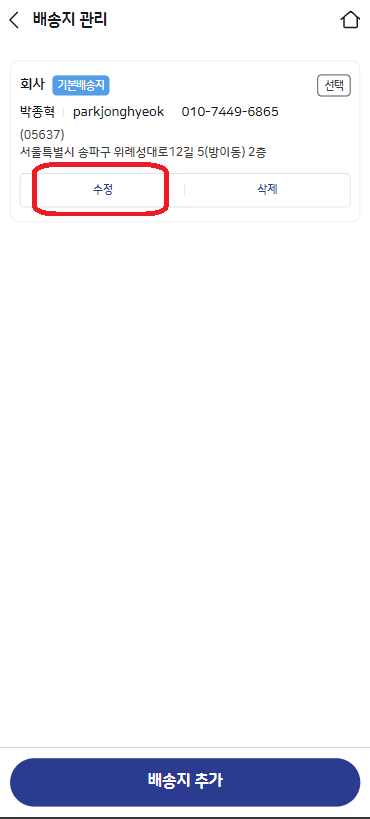 배송지 관리
회사 기본배송지 선택
박종혁 parkjonghyeok 010-7449-6865
(05637)
서울특별시 송파구 위례성대로12길 5(방이동) 2층
수정 삭제
배송지 추가